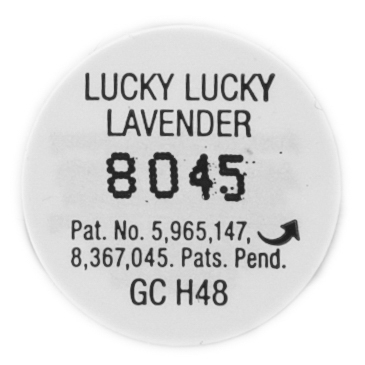 LUCKY LUCKY
LAVENDER
8045
Pat. No. 5,965,147,
8,367,045. Pats. Pend.
GC H48